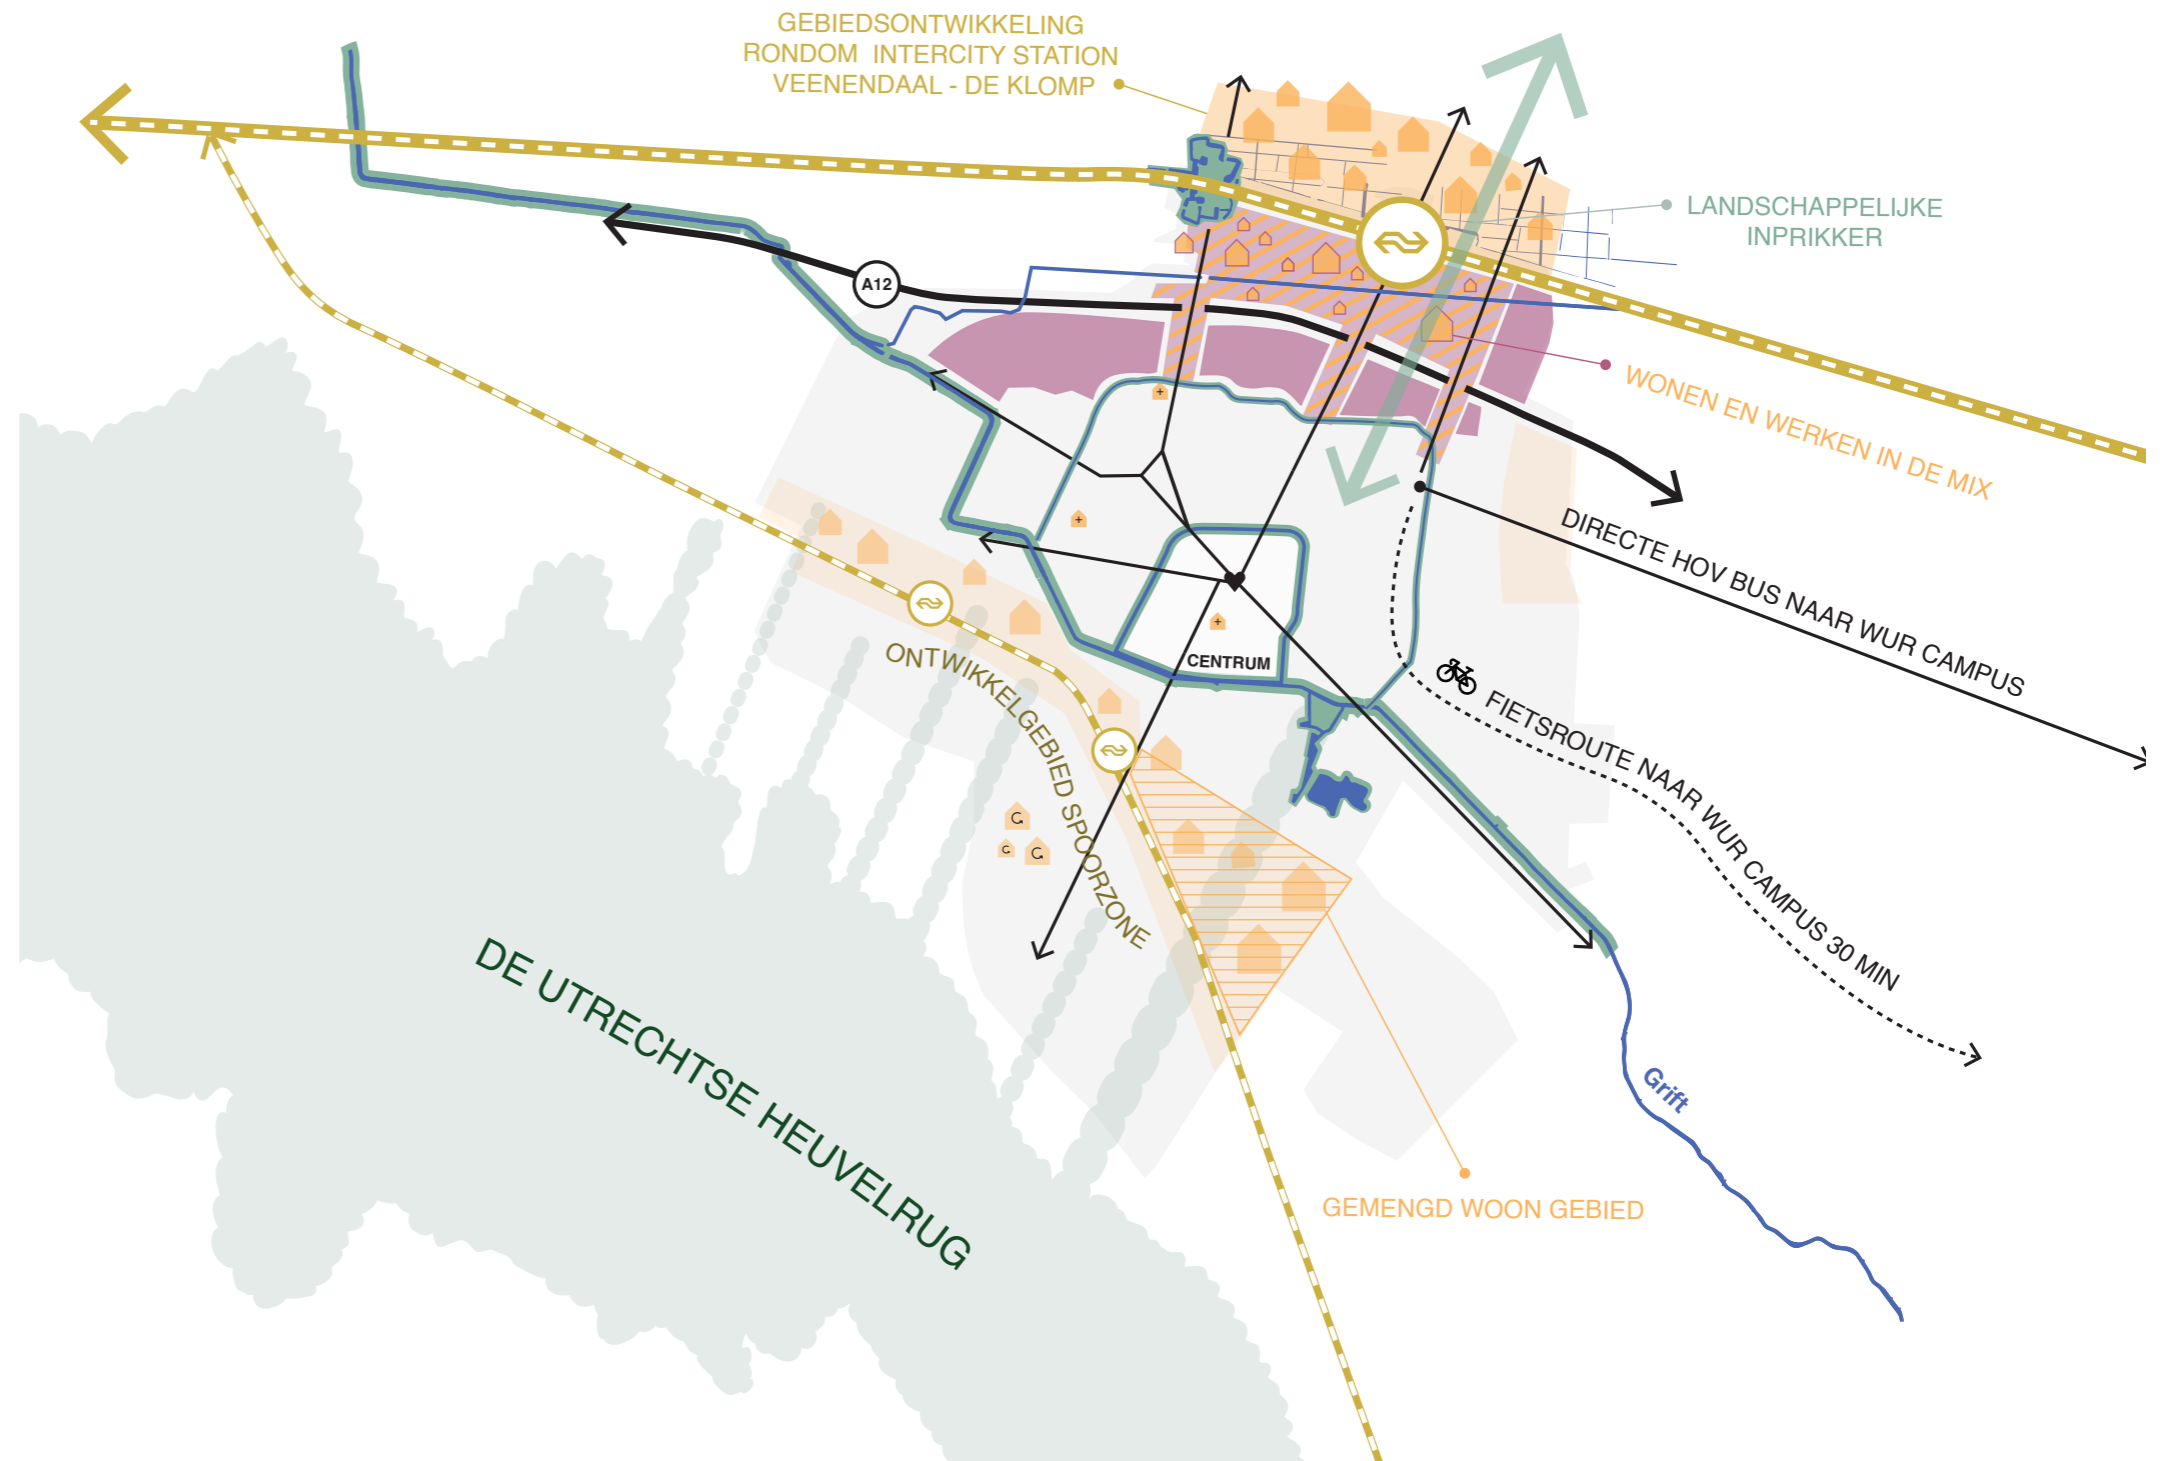 GEBIEDSONTWIKKELING
RONDOM INTERCITY STATION
VEENENDAAL - DE KLOMP
LANDSCHAPPELIJKE
INPRIKKER
A12
WONEN EN WERKEN IN DE MIX
DIRECTE HOV BUS NAAR WUR CAMPUS
CENTRUM
FIETSROUTE NAAR WUR CAMPUS 30 MIN
ONTWIKKELGEBIED SPOORZONE
DE UTRECHTSE HEUVELRUG
Grift
GEMENGD WOON GEBIED